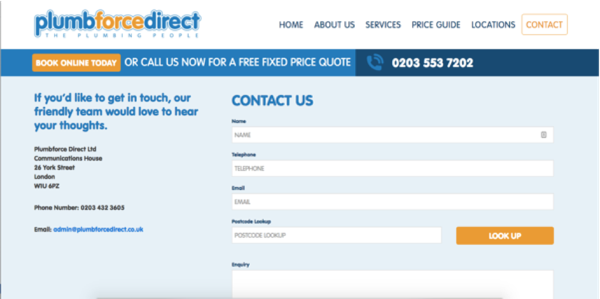 plumbforcedirect
THE PLUMBING PEOPLE
HOME ABOUT US SERVICES PRICE GUIDE LOCATIONS CONTACT
BOOK ONLINE TODAY OR CALL US NOW FOR A FREE FIXED PRICE QUOTE 0203 553 7202
If you'd like to get in touch, our
friendly team would love to hear
your thoughts.
Plumbforce Direct Ltd
Communications House
26 York Street
London
W1U 6PZ
Phone Number: 0203 432 3605
Email: admin@plumbforcedirect.co.uk
CONTACT US
Name
NAME
Telephone
TELEPHONE
Email
EMAIL
Postcode Lookup
POSTCODE LOOKUP LOOK UP
Enquiry